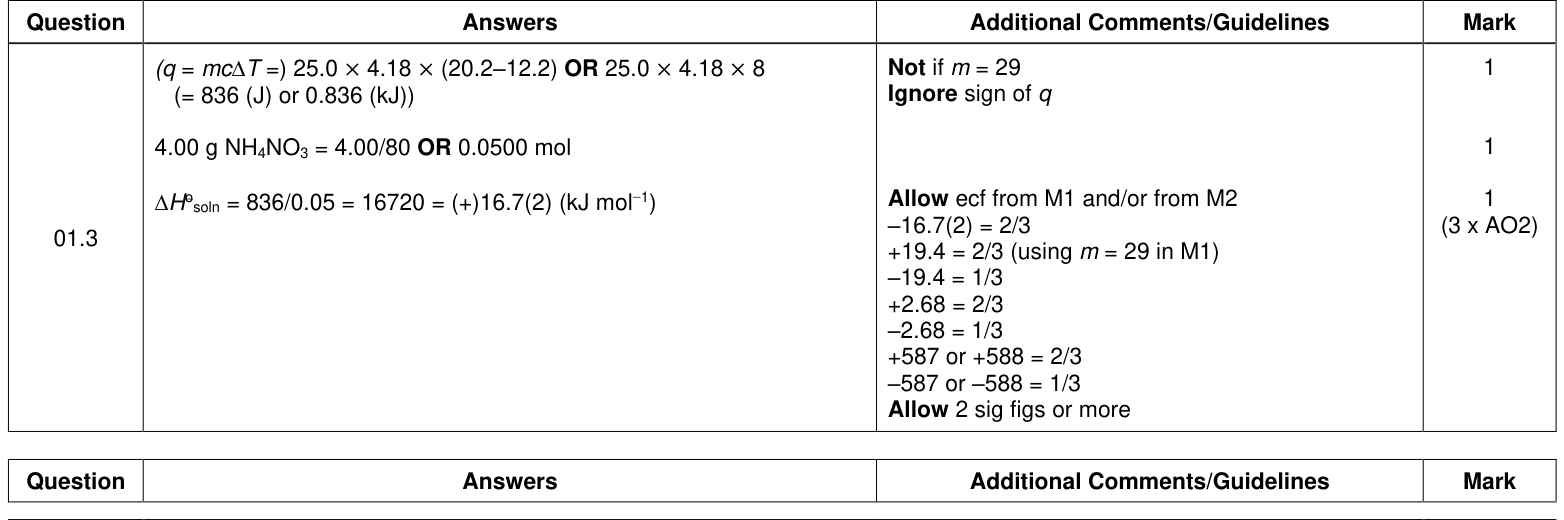 Question Answers Additional Comments/Guidelines Mark
01.3
(q = mcΔT =) 25.0 × 4.18 × (20.2–12.2) OR 25.0 × 4.18 × 8
(= 836 (J) or 0.836 (kJ))
Not if m = 29
Ignore sign of q
1
4.00 g NH₄NO₃ = 4.00/80 OR 0.0500 mol
1
ΔH⦵soln = 836/0.05 = 16720 = (+)16.7(2) (kJ mol⁻¹)
Allow ecf from M1 and/or from M2
–16.7(2) = 2/3
+19.4 = 2/3 (using m = 29 in M1)
–19.4 = 1/3
+2.68 = 2/3
–2.68 = 1/3
+587 or +588 = 2/3
–587 or –588 = 1/3
Allow 2 sig figs or more
1
(3 x AO2)
Question Answers Additional Comments/Guidelines Mark